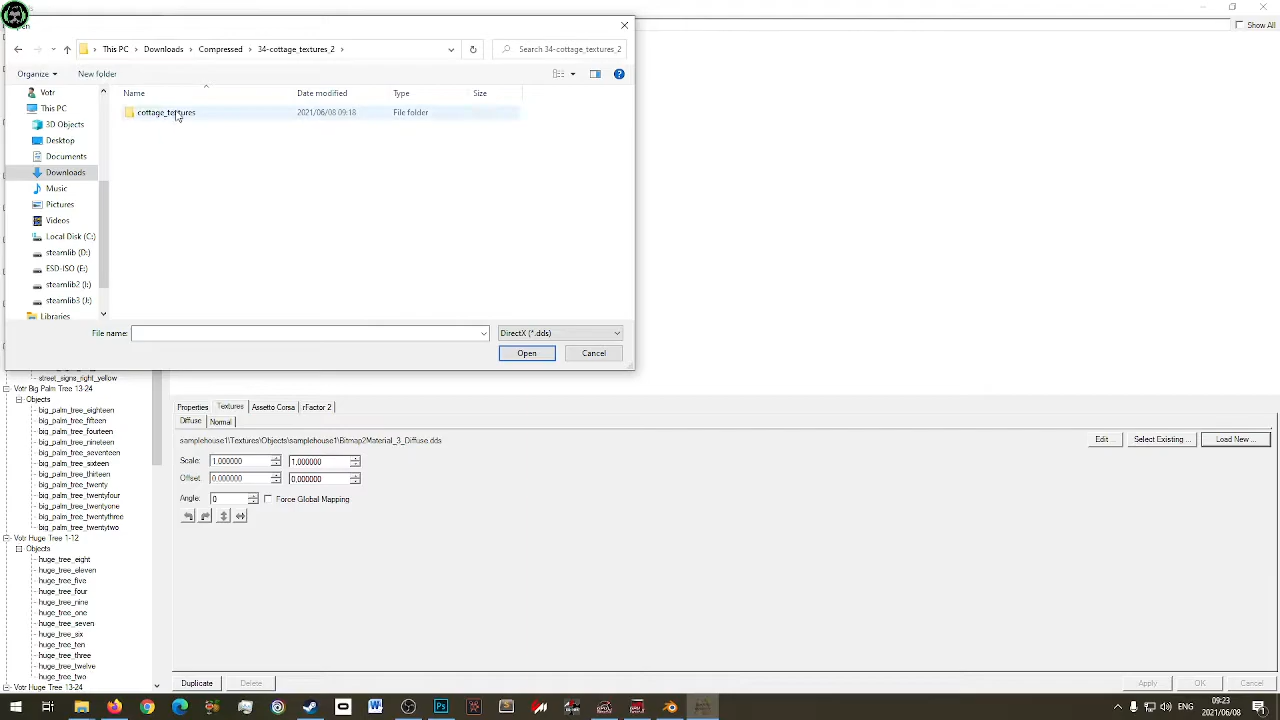 Show All
This PC > Downloads > Compressed > 34-cottage_textures_2 >
Search 34-cottage_textures_2
Organize
New folder
Name
Date modified
Type
Size
cottage_textures
2021/06/08 09:18
File folder
Votr
This PC
3D Objects
Desktop
Documents
Downloads
Music
Pictures
Videos
Local Disk (C:)
steamlib (D:)
ESD-ISO (E:)
steamlib2 (I:)
steamlib3 (J:)
Libraries
File name:
DirectX (*.dds)
Open
Cancel
street_signs_right_yellow
Votr Big Palm Tree 13-24
Objects
big_palm_tree_eighteen
big_palm_tree_fifteen
big_palm_tree_fourteen
big_palm_tree_nineteen
big_palm_tree_seventeen
big_palm_tree_sixteen
big_palm_tree_thirteen
big_palm_tree_twenty
big_palm_tree_twentyfour
big_palm_tree_twentyone
big_palm_tree_twentythree
big_palm_tree_twentytwo
Votr Huge Tree 1-12
Objects
huge_tree_eight
huge_tree_eleven
huge_tree_five
huge_tree_four
huge_tree_nine
huge_tree_one
huge_tree_seven
huge_tree_six
huge_tree_ten
huge_tree_three
huge_tree_twelve
huge_tree_two
Votr Huge Tree 13-24
Properties
Textures
Assetto Corsa
rFactor 2
Diffuse
Normal
samplehouse1\Textures\Objects\samplehouse1\Bitmap2Material_3_Diffuse.dds
Edit ...
Select Existing ...
Load New ...
Scale: 1.000000 1.000000
Offset: 0.000000 0.000000
Angle: 0
Force Global Mapping
Duplicate
Delete
Apply
OK
Cancel
09:23
2021/06/08